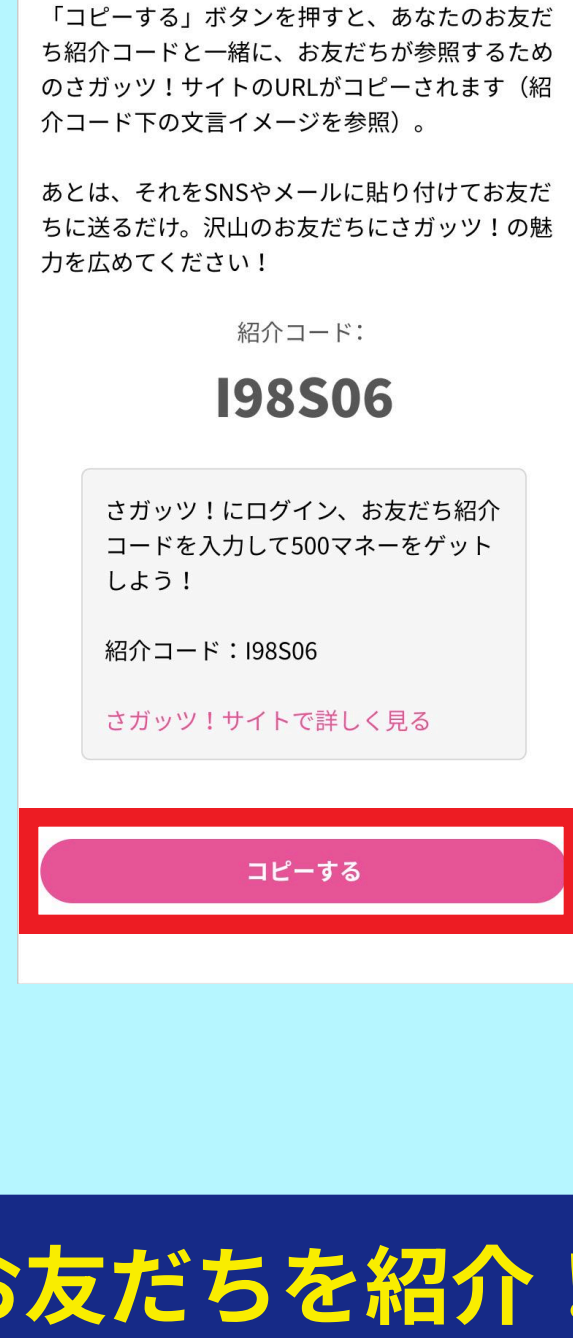 「コピーする」ボタンを押すと、あなたのお友だ
ち紹介コードと一緒に、お友だちが参照するため
のさガッツ！サイトのURLがコピーされます（紹
介コード下の文言イメージを参照）。
あとは、それをSNSやメールに貼り付けてお友だ
ちに送るだけ。沢山のお友だちにさガッツ！の魅
力を広めてください！
紹介コード：
I98S06
さガッツ！にログイン、お友だち紹介
コードを入力して500マネーをゲット
しよう！
紹介コード：I98S06
さガッツ！サイトで詳しく見る
コピーする
お友だちを紹介！